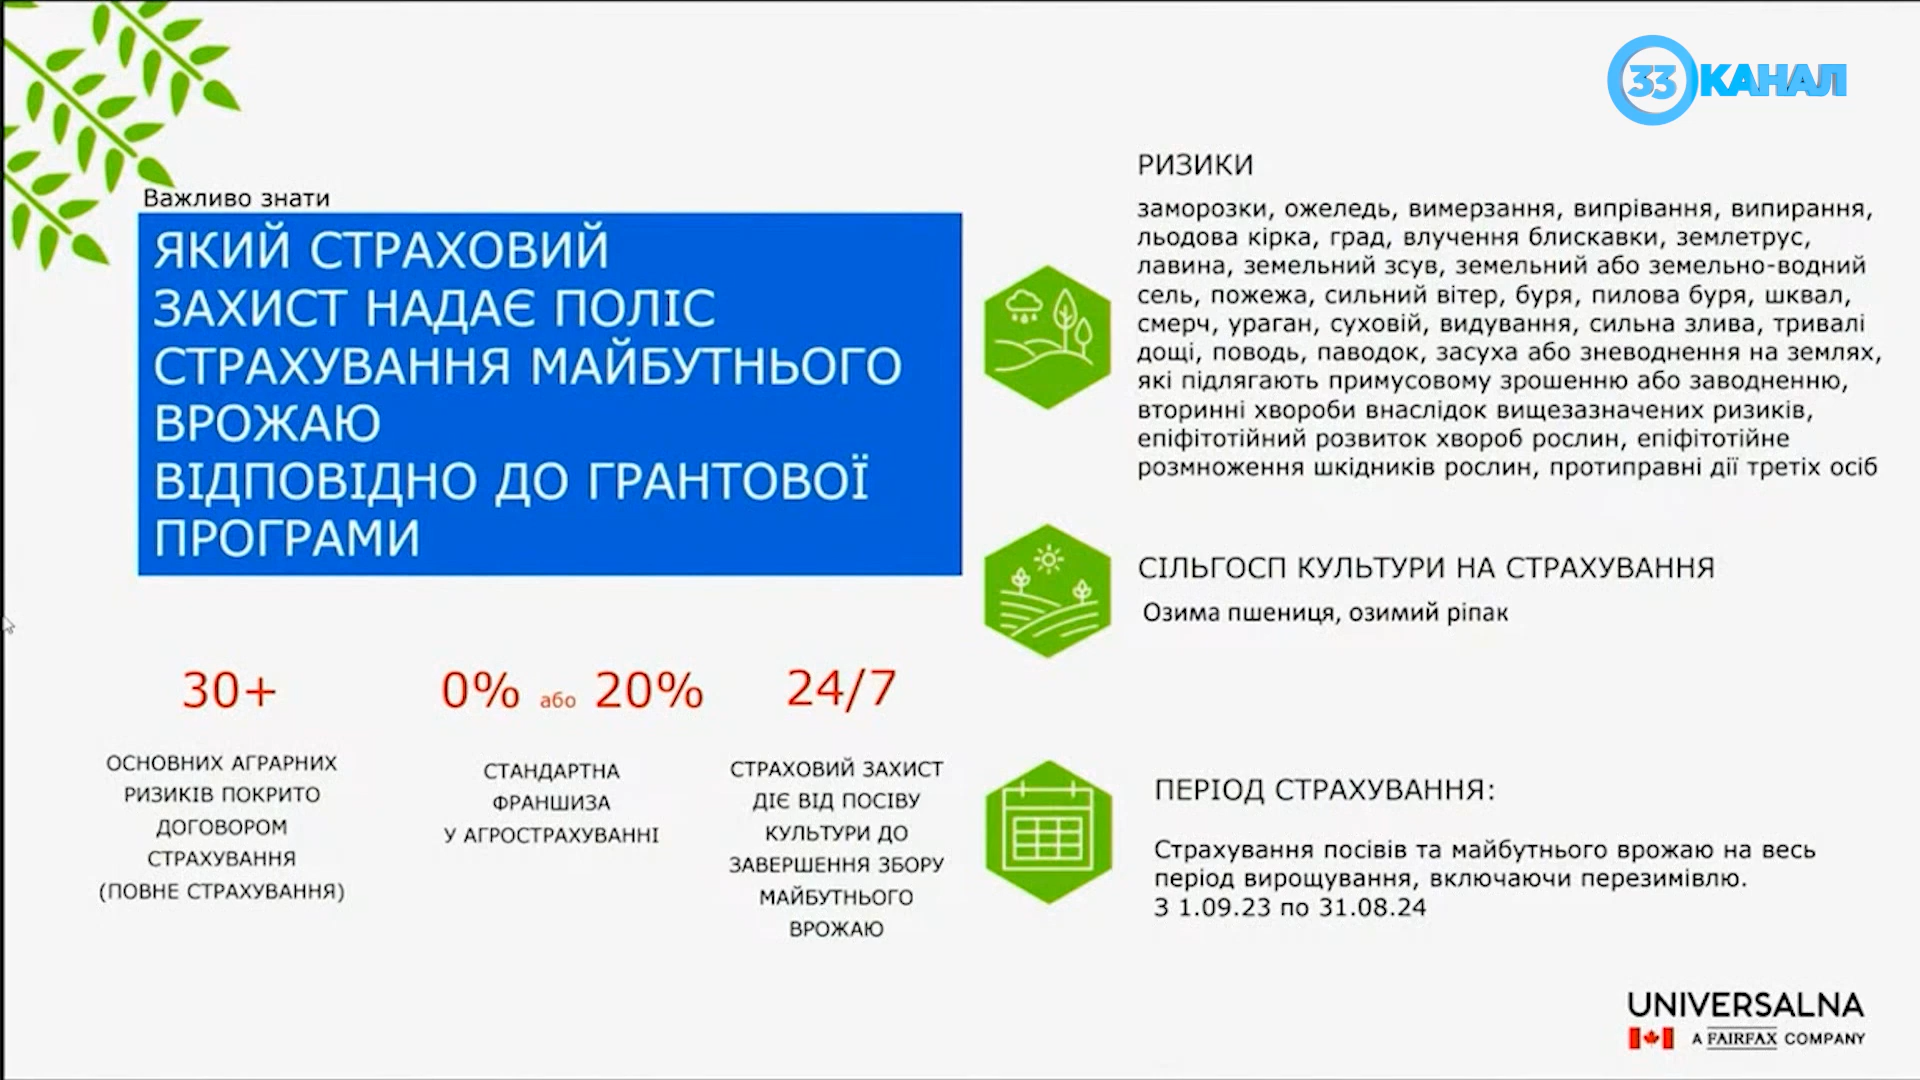 33 КАНАЛ
Важливо знати
ЯКИЙ СТРАХОВИЙ
ЗАХИСТ НАДАЄ ПОЛІС
СТРАХУВАННЯ МАЙБУТНЬОГО
ВРОЖАЮ
ВІДПОВІДНО ДО ГРАНТОВОЇ
ПРОГРАМИ
30+
ОСНОВНИХ АГРАРНИХ
РИЗИКІВ ПОКРИТО
ДОГОВОРОМ
СТРАХУВАННЯ
(ПОВНЕ СТРАХУВАННЯ)
0% або 20%
СТАНДАРТНА
ФРАНШИЗА
У АГРОСТРАХУВАННІ
24/7
СТРАХОВИЙ ЗАХИСТ
ДІЄ ВІД ПОСІВУ
КУЛЬТУРИ ДО
ЗАВЕРШЕННЯ ЗБОРУ
МАЙБУТНЬОГО
ВРОЖАЮ
РИЗИКИ
заморозки, ожеледь, вимерзання, випрівання, випирання,
льодова кірка, град, влучення блискавки, землетрус,
лавина, земельний зсув, земельний або земельно-водний
сель, пожежа, сильний вітер, буря, пилова буря, шквал,
смерч, ураган, суховій, видування, сильна злива, тривалі
дощі, поводь, паводок, засуха або зневоднення на землях,
які підлягають примусовому зрошенню або заводненню,
вторинні хвороби внаслідок вищезазначених ризиків,
епіфітотійний розвиток хвороб рослин, епіфітотійне
розмноження шкідників рослин, протиправні дії третіх осіб
СІЛЬГОСП КУЛЬТУРИ НА СТРАХУВАННЯ
Озима пшениця, озимий ріпак
ПЕРІОД СТРАХУВАННЯ:
Страхування посівів та майбутнього врожаю на весь
період вирощування, включаючи перезимівлю.
З 1.09.23 по 31.08.24
UNIVERSALNA
A FAIRFAX COMPANY